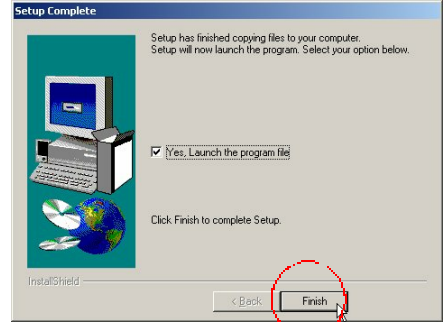 Setup Complete
Setup has finished copying files to your computer.
Setup will now launch the program. Select your option below.
Yes, Launch the program file
Click Finish to complete Setup.
InstallShield
< Back
Finish